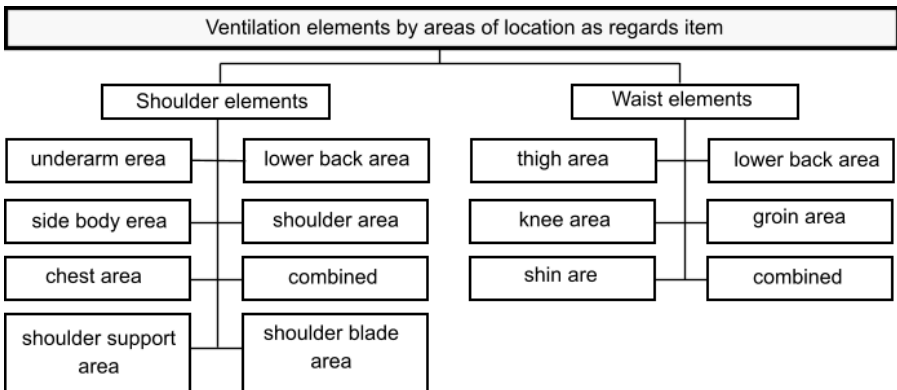 Ventilation elements by areas of location as regards item
Shoulder elements
Waist elements
underarm erea
lower back area
thigh area
lower back area
side body erea
shoulder area
knee area
groin area
chest area
combined
shin are
combined
shoulder support
area
shoulder blade
area